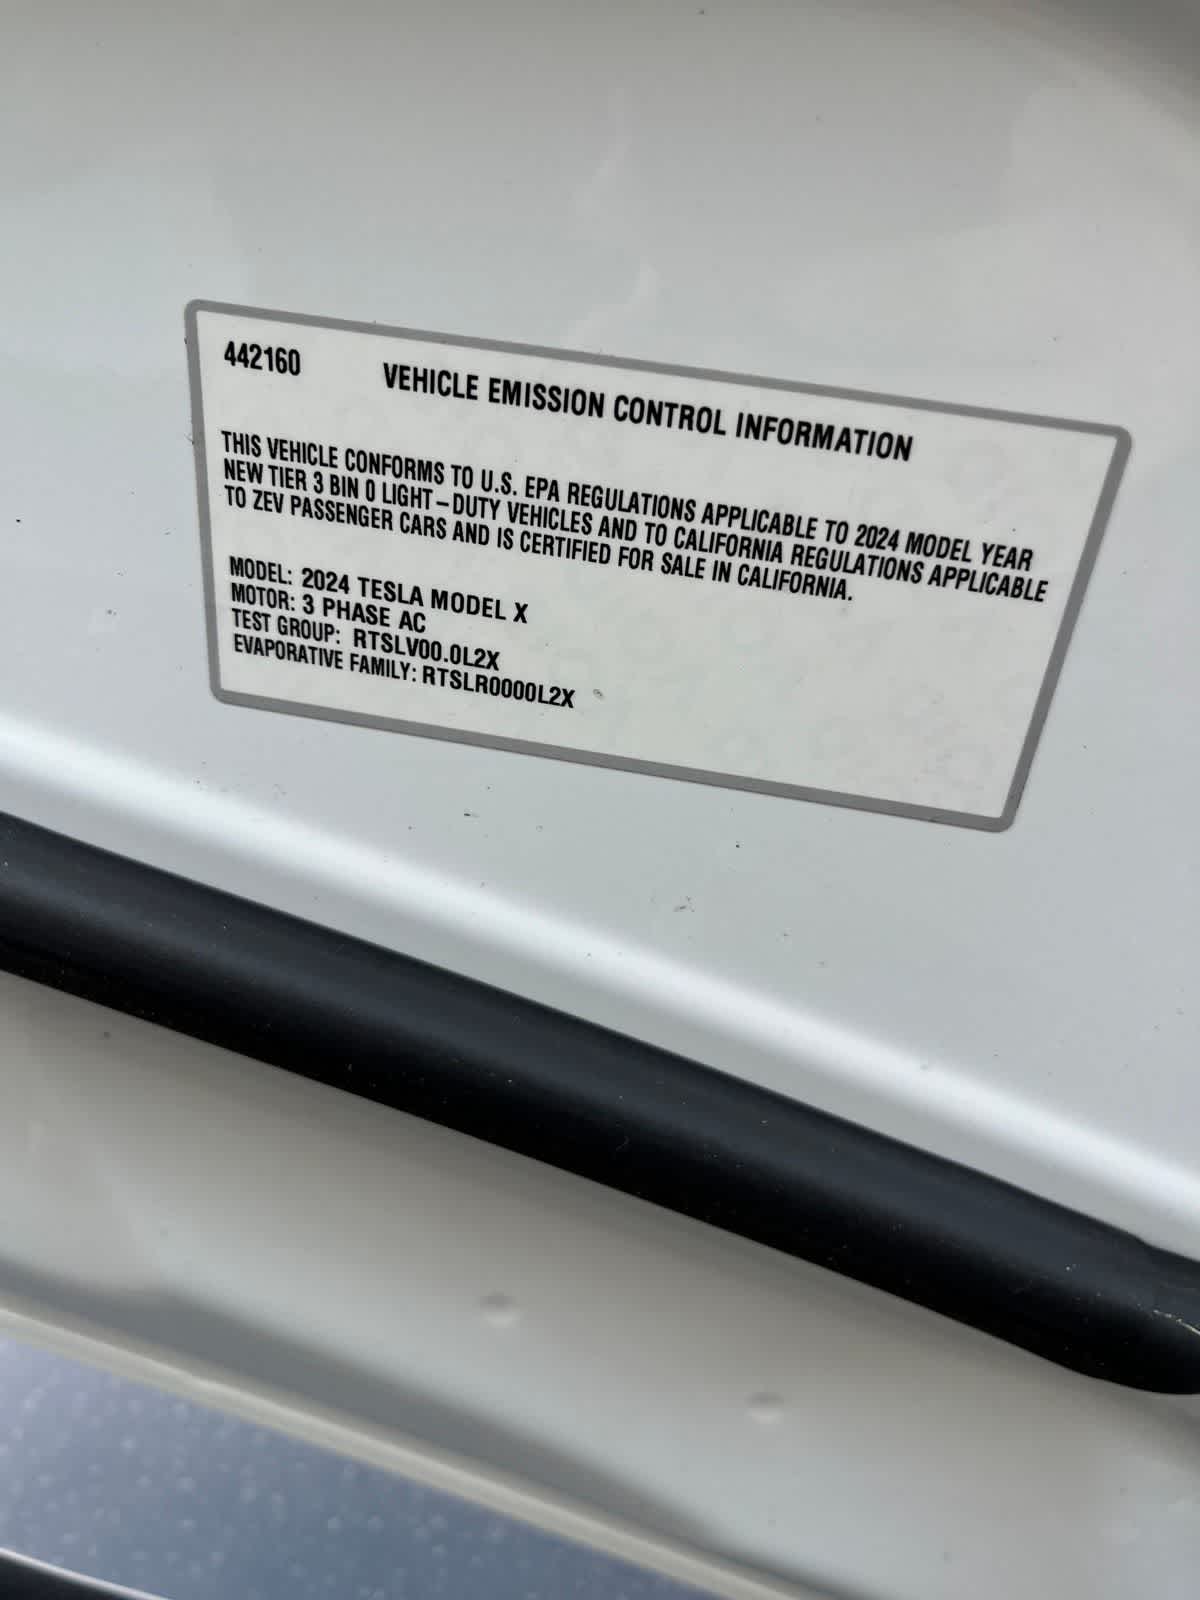 442160
VEHICLE EMISSION CONTROL INFORMATION
THIS VEHICLE CONFORMS TO U.S. EPA REGULATIONS APPLICABLE TO 2024 MODEL YEAR
NEW TIER 3 BIN 0 LIGHT-DUTY VEHICLES AND TO CALIFORNIA REGULATIONS APPLICABLE
TO ZEV PASSENGER CARS AND IS CERTIFIED FOR SALE IN CALIFORNIA.
MODEL: 2024 TESLA MODEL X
MOTOR: 3 PHASE AC
TEST GROUP: RTSLV00.0L2X
EVAPORATIVE FAMILY: RTSLR0000L2X